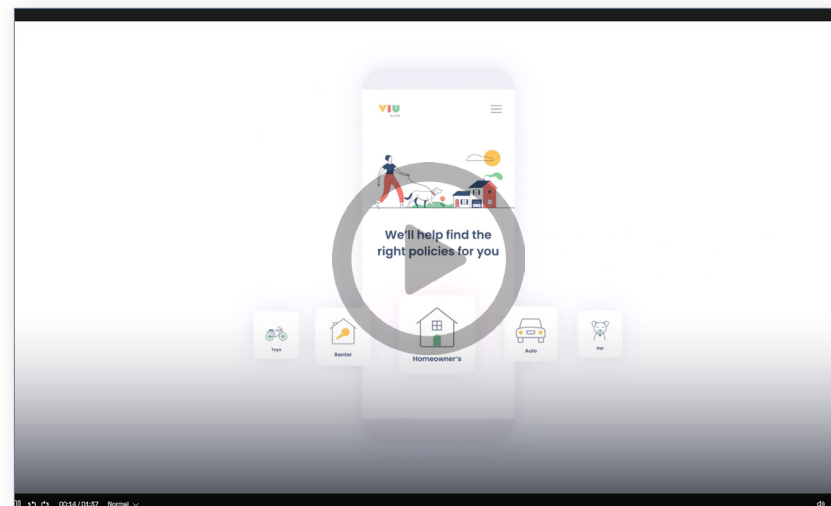 VIU
We'll help find the
right policies for you
Toys
Renter
Homeowner's
Auto
Pet
00:14 / 01:37 Normal